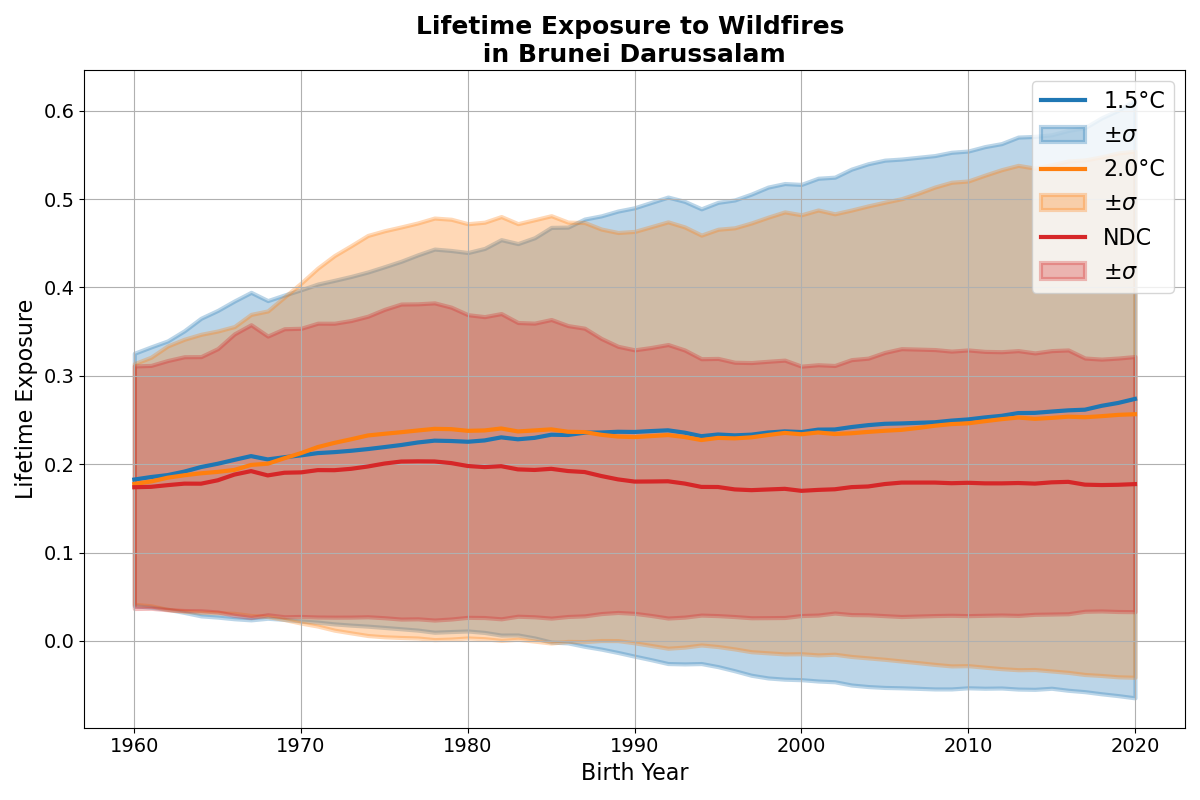 Lifetime Exposure to Wildfires
in Brunei Darussalam
Lifetime Exposure
0.6
0.5
0.4
0.3
0.2
0.1
0.0
1960 1970 1980 1990 2000 2010 2020
Birth Year
1.5°C
±σ
2.0°C
±σ
NDC
±σ